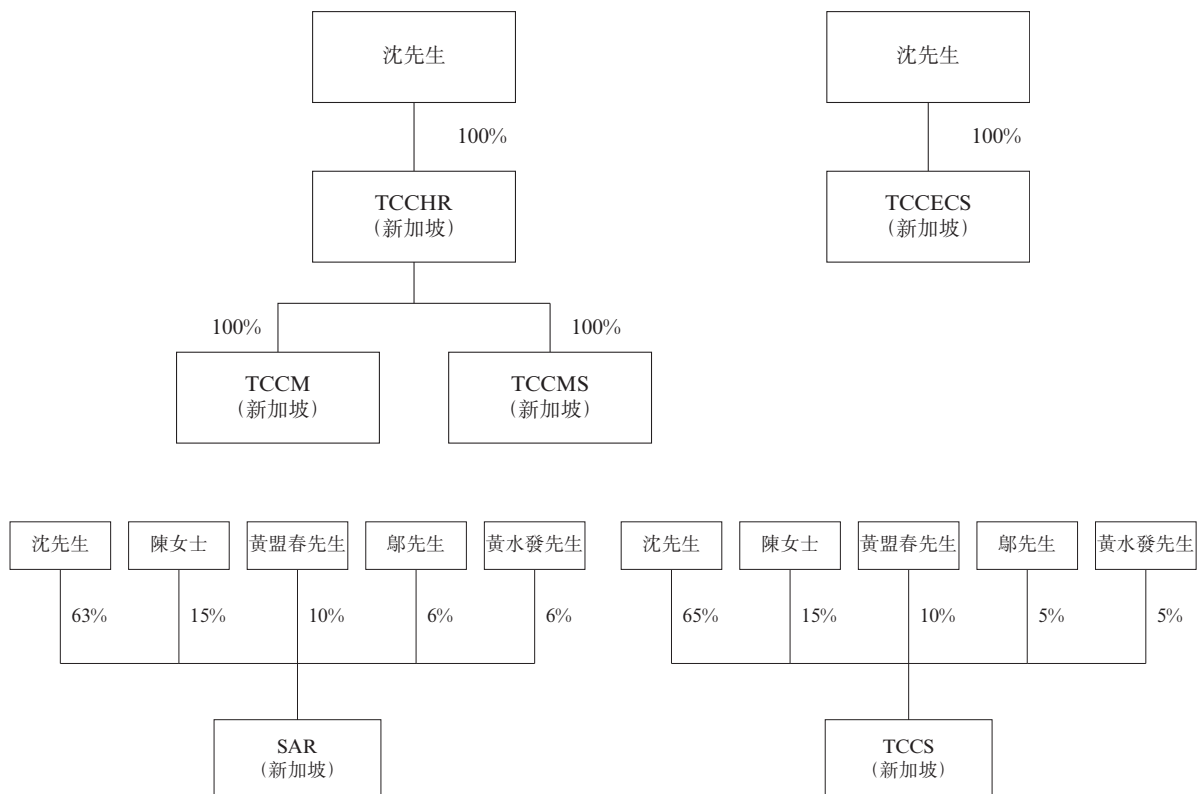 沈先生
沈先生
100%
100%
TCCHR
（新加坡）
TCCECS
（新加坡）
100%
100%
TCCM
（新加坡）
TCCMS
（新加坡）
沈先生
陳女士
黃盟春先生
鄔先生
黃水發先生
沈先生
陳女士
黃盟春先生
鄔先生
黃水發先生
63%
15%
10%
6%
6%
65%
15%
10%
5%
5%
SAR
（新加坡）
TCCS
（新加坡）